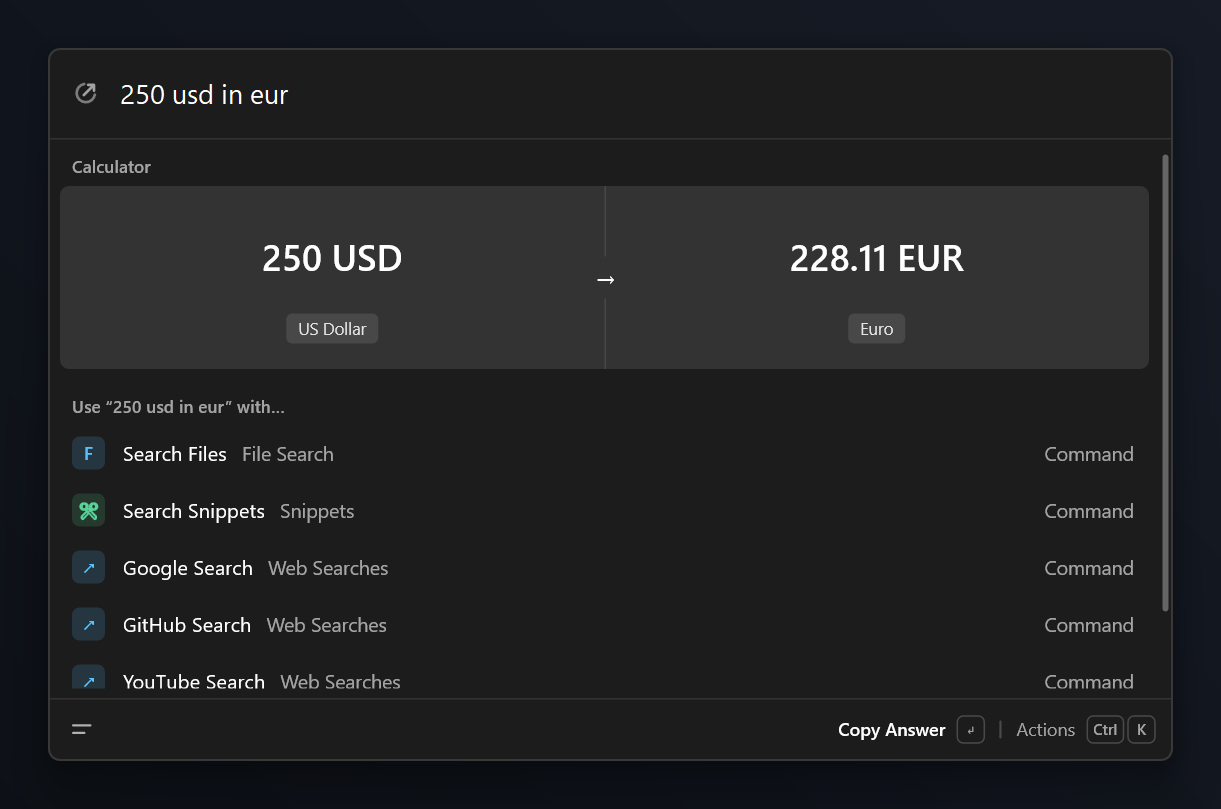 250 usd in eur
Calculator
250 USD → 228.11 EUR
US Dollar Euro
Use “250 usd in eur” with...
F Search Files File Search Command
Search Snippets Snippets Command
Google Search Web Searches Command
GitHub Search Web Searches Command
YouTube Search Web Searches Command
Copy Answer ↵ | Actions Ctrl K